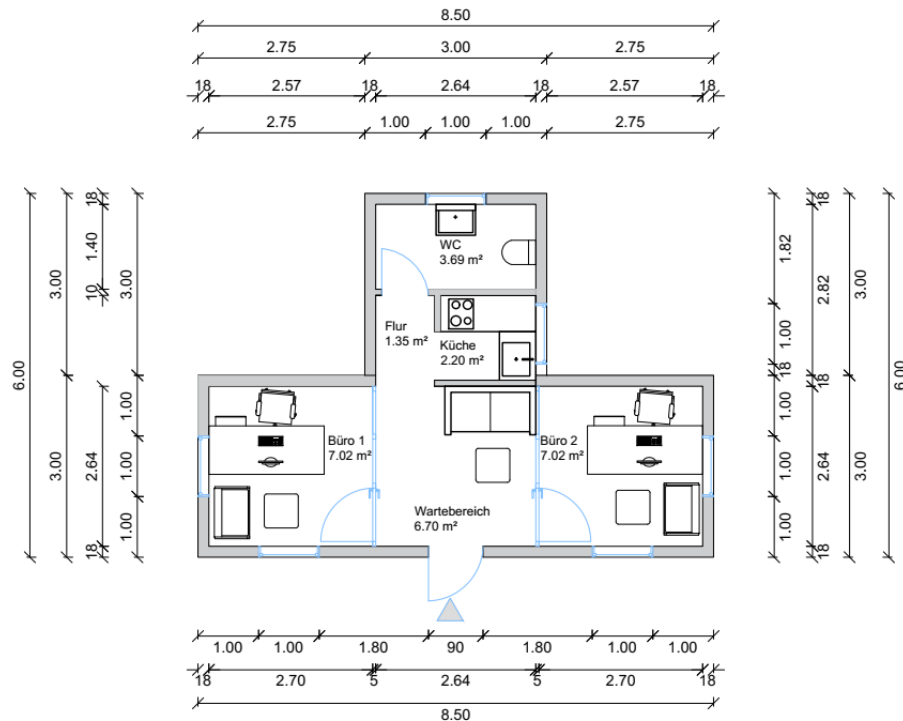 8.50
2.75 3.00 2.75
18 2.57 18 2.64 18 2.57 18
2.75 1.00 1.00 1.00 2.75
6.00
3.00
3.00
18
1.40
10
2.64
18
3.00
1.00
1.00
1.00
WC
3.69 m²
Flur
1.35 m²
Küche
2.20 m²
Büro 1
7.02 m²
Büro 2
7.02 m²
Wartebereich
6.70 m²
1.82
1.00
18
1.00
1.00
1.00
18
2.82
18
2.64
18
3.00
3.00
6.00
1.00 1.00 1.80 90 1.80 1.00 1.00
18 2.70 5 2.64 5 2.70 18
8.50